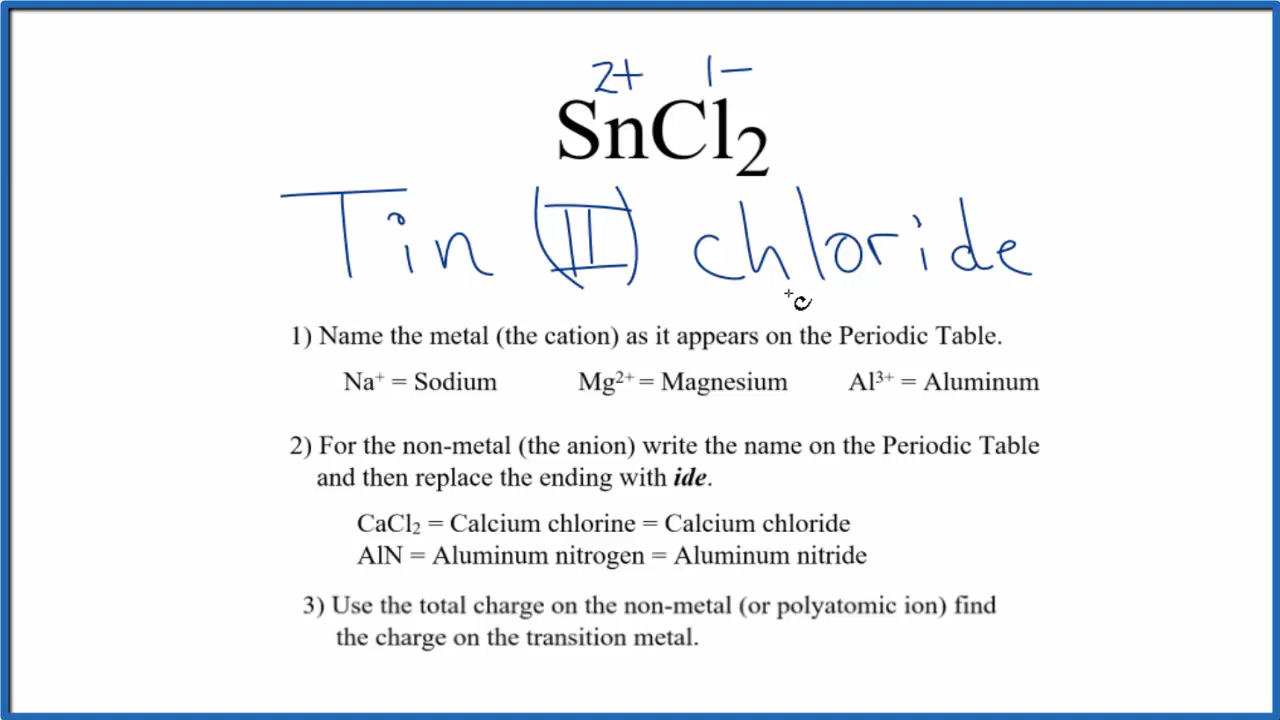 2+ 1−
SnCl₂
Tin (II) chloride
1) Name the metal (the cation) as it appears on the Periodic Table.
Na⁺ = Sodium Mg²⁺ = Magnesium Al³⁺ = Aluminum
2) For the non-metal (the anion) write the name on the Periodic Table
and then replace the ending with ide.
CaCl₂ = Calcium chlorine = Calcium chloride
AlN = Aluminum nitrogen = Aluminum nitride
3) Use the total charge on the non-metal (or polyatomic ion) find
the charge on the transition metal.